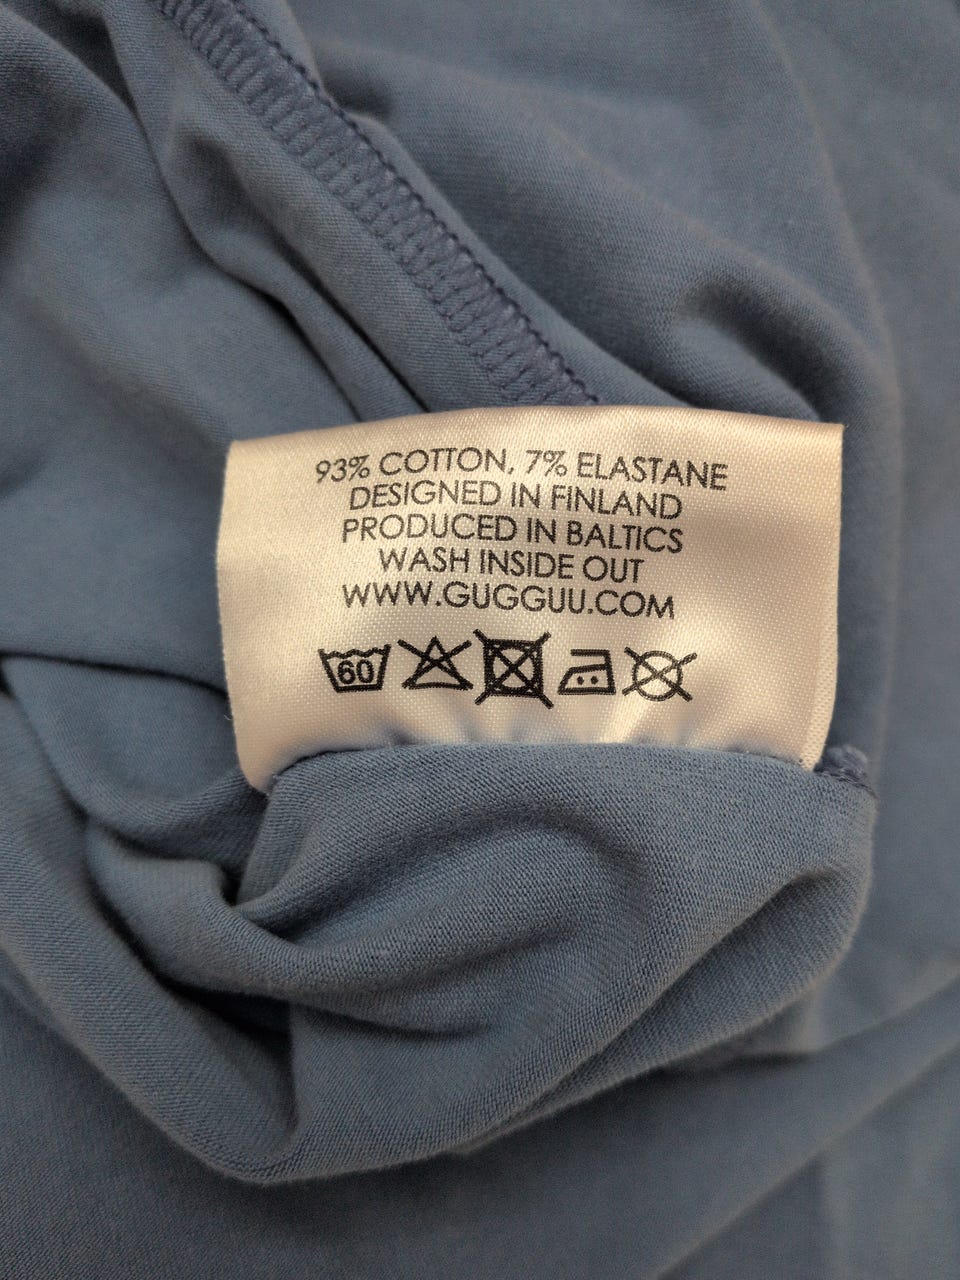 93% COTTON, 7% ELASTANE
DESIGNED IN FINLAND
PRODUCED IN BALTICS
WASH INSIDE OUT
WWW.GUGGUU.COM
60